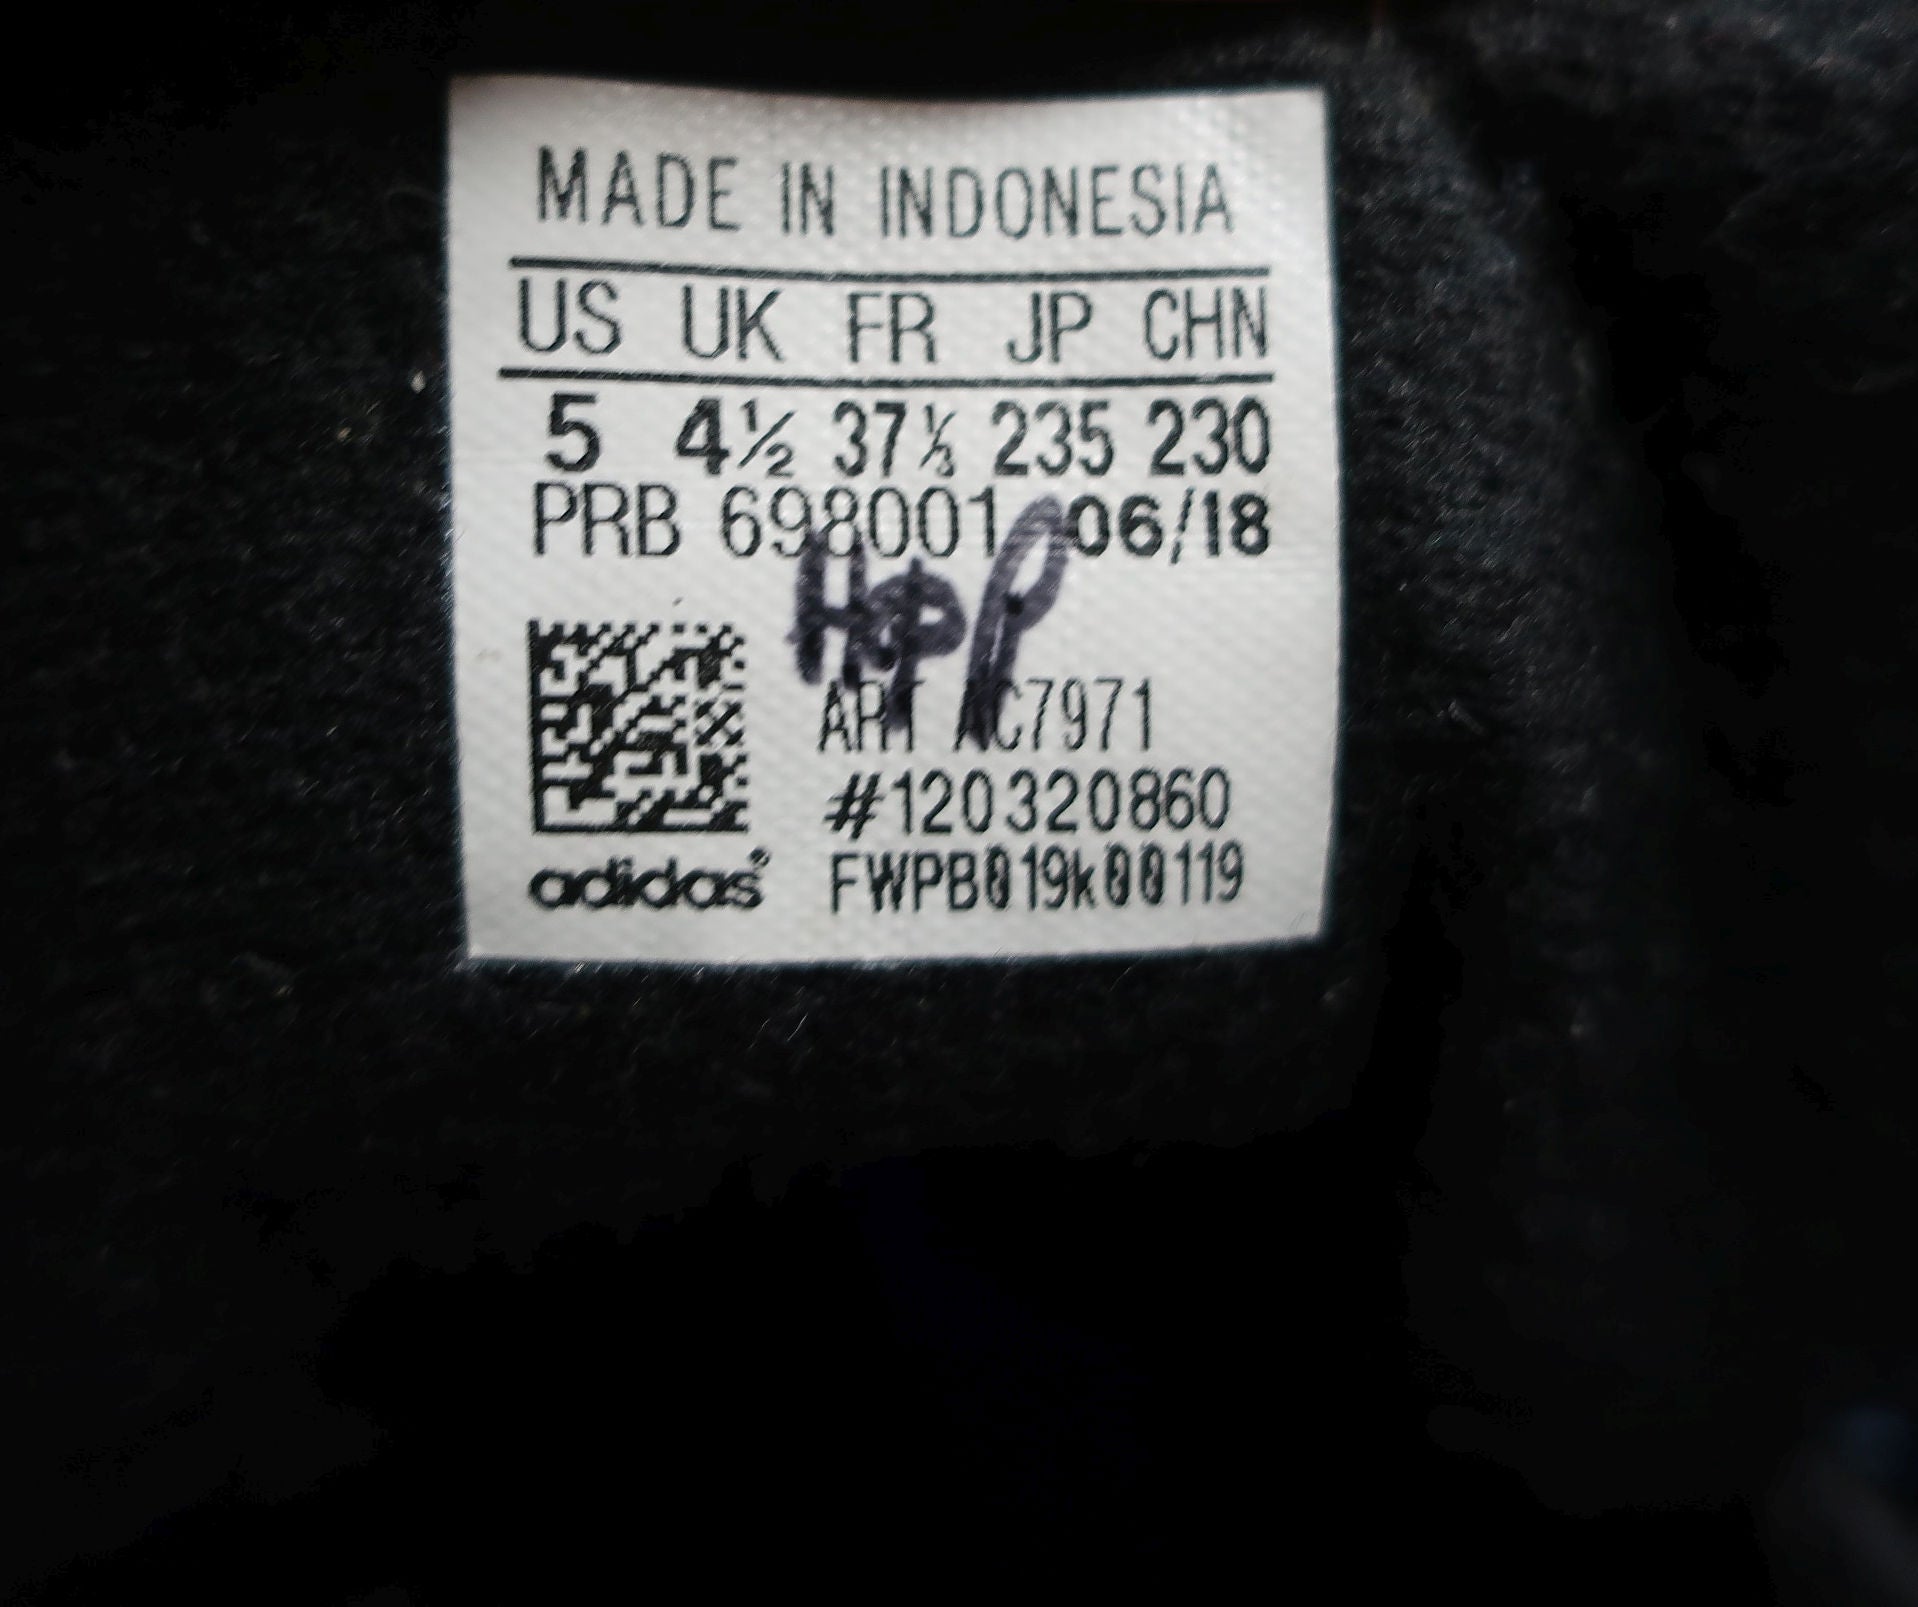 MADE IN INDONESIA
US UK FR JP CHN
5 4½ 37⅓ 235 230
PRB 698001 06/18
ART AC7971
#120320860
adidas® FWPB019k00119